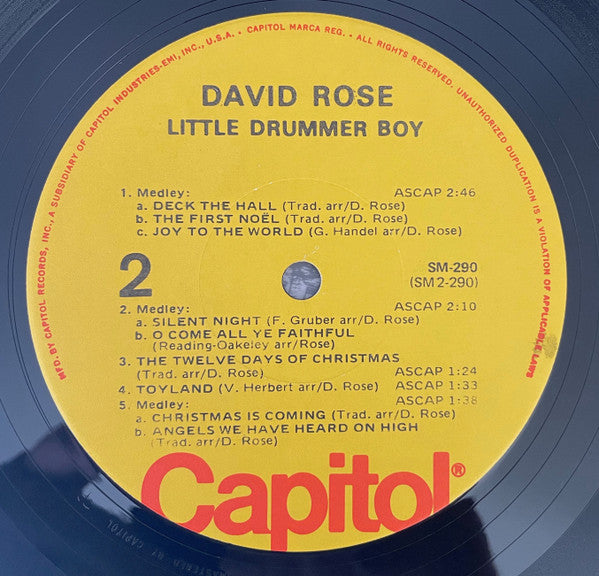 MFD. BY CAPITOL RECORDS, INC., A SUBSIDIARY OF CAPITOL INDUSTRIES-EMI, INC., U.S.A. • CAPITOL MARCA REG. • ALL RIGHTS RESERVED. UNAUTHORIZED DUPLICATION IS A VIOLATION OF APPLICABLE LAWS
DAVID ROSE
LITTLE DRUMMER BOY
1. Medley: ASCAP 2:46
a. DECK THE HALL (Trad. arr/D. Rose)
b. THE FIRST NOËL (Trad. arr/D. Rose)
c. JOY TO THE WORLD (G. Handel arr/D. Rose)
2
SM-290
(SM2-290)
2. Medley: ASCAP 2:10
a. SILENT NIGHT (F. Gruber arr/D. Rose)
b. O COME ALL YE FAITHFUL
(Reading-Oakeley arr/Rose)
3. THE TWELVE DAYS OF CHRISTMAS
(Trad. arr/D. Rose) ASCAP 1:24
4. TOYLAND (V. Herbert arr/D. Rose) ASCAP 1:33
5. Medley: ASCAP 1:38
a. CHRISTMAS IS COMING (Trad. arr/D. Rose)
b. ANGELS WE HAVE HEARD ON HIGH
(Trad. arr/D. Rose)
Capitol®
MASTERED BY CAPITOL